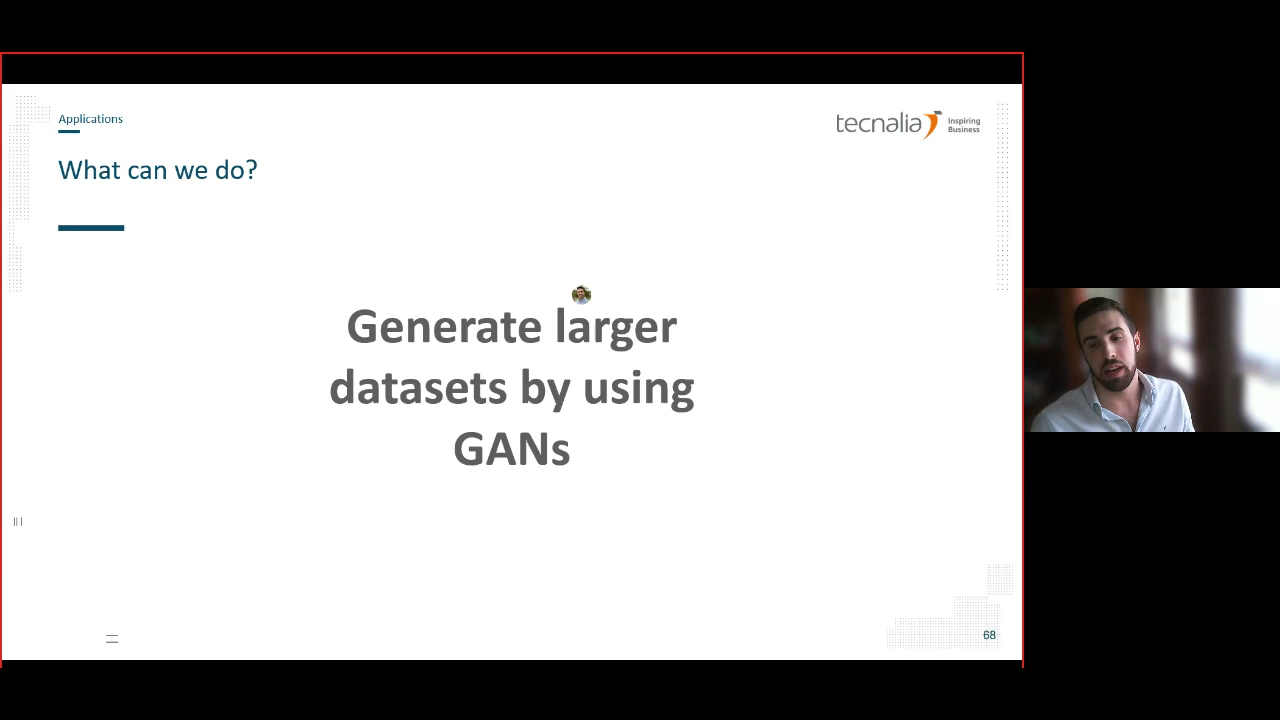 Applications
tecnalia Inspiring
Business
What can we do?
Generate larger
datasets by using
GANs
68